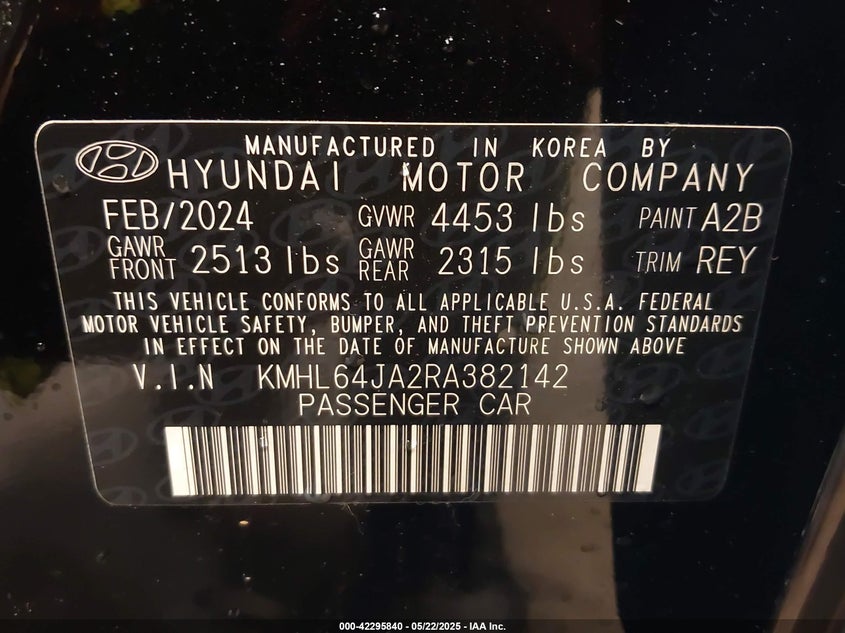 MANUFACTURED IN KOREA BY
HYUNDAI MOTOR COMPANY
FEB/2024 GVWR 4453 lbs PAINT A2B
GAWR FRONT 2513 lbs GAWR REAR 2315 lbs TRIM REY
THIS VEHICLE CONFORMS TO ALL APPLICABLE U.S.A. FEDERAL
MOTOR VEHICLE SAFETY, BUMPER, AND THEFT PREVENTION STANDARDS
IN EFFECT ON THE DATE OF MANUFACTURE SHOWN ABOVE
V.I.N KMHL64JA2RA382142
PASSENGER CAR
000-42295840 - 05/22/2025 - IAA Inc.